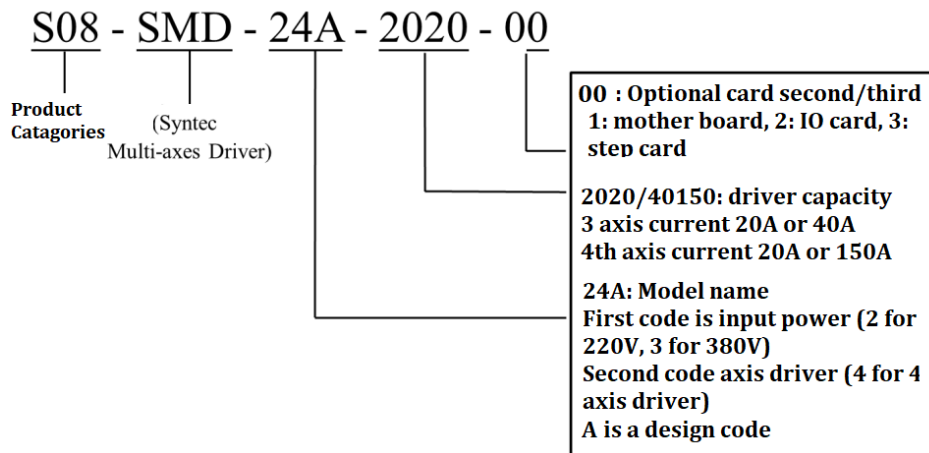 S08 - SMD - 24A - 2020 - 00
Product
Catagories
(Syntec
Multi-axes Driver)
00 : Optional card second/third
1: mother board, 2: IO card, 3:
step card
2020/40150: driver capacity
3 axis current 20A or 40A
4th axis current 20A or 150A
24A: Model name
First code is input power (2 for
220V, 3 for 380V)
Second code axis driver (4 for 4
axis driver)
A is a design code